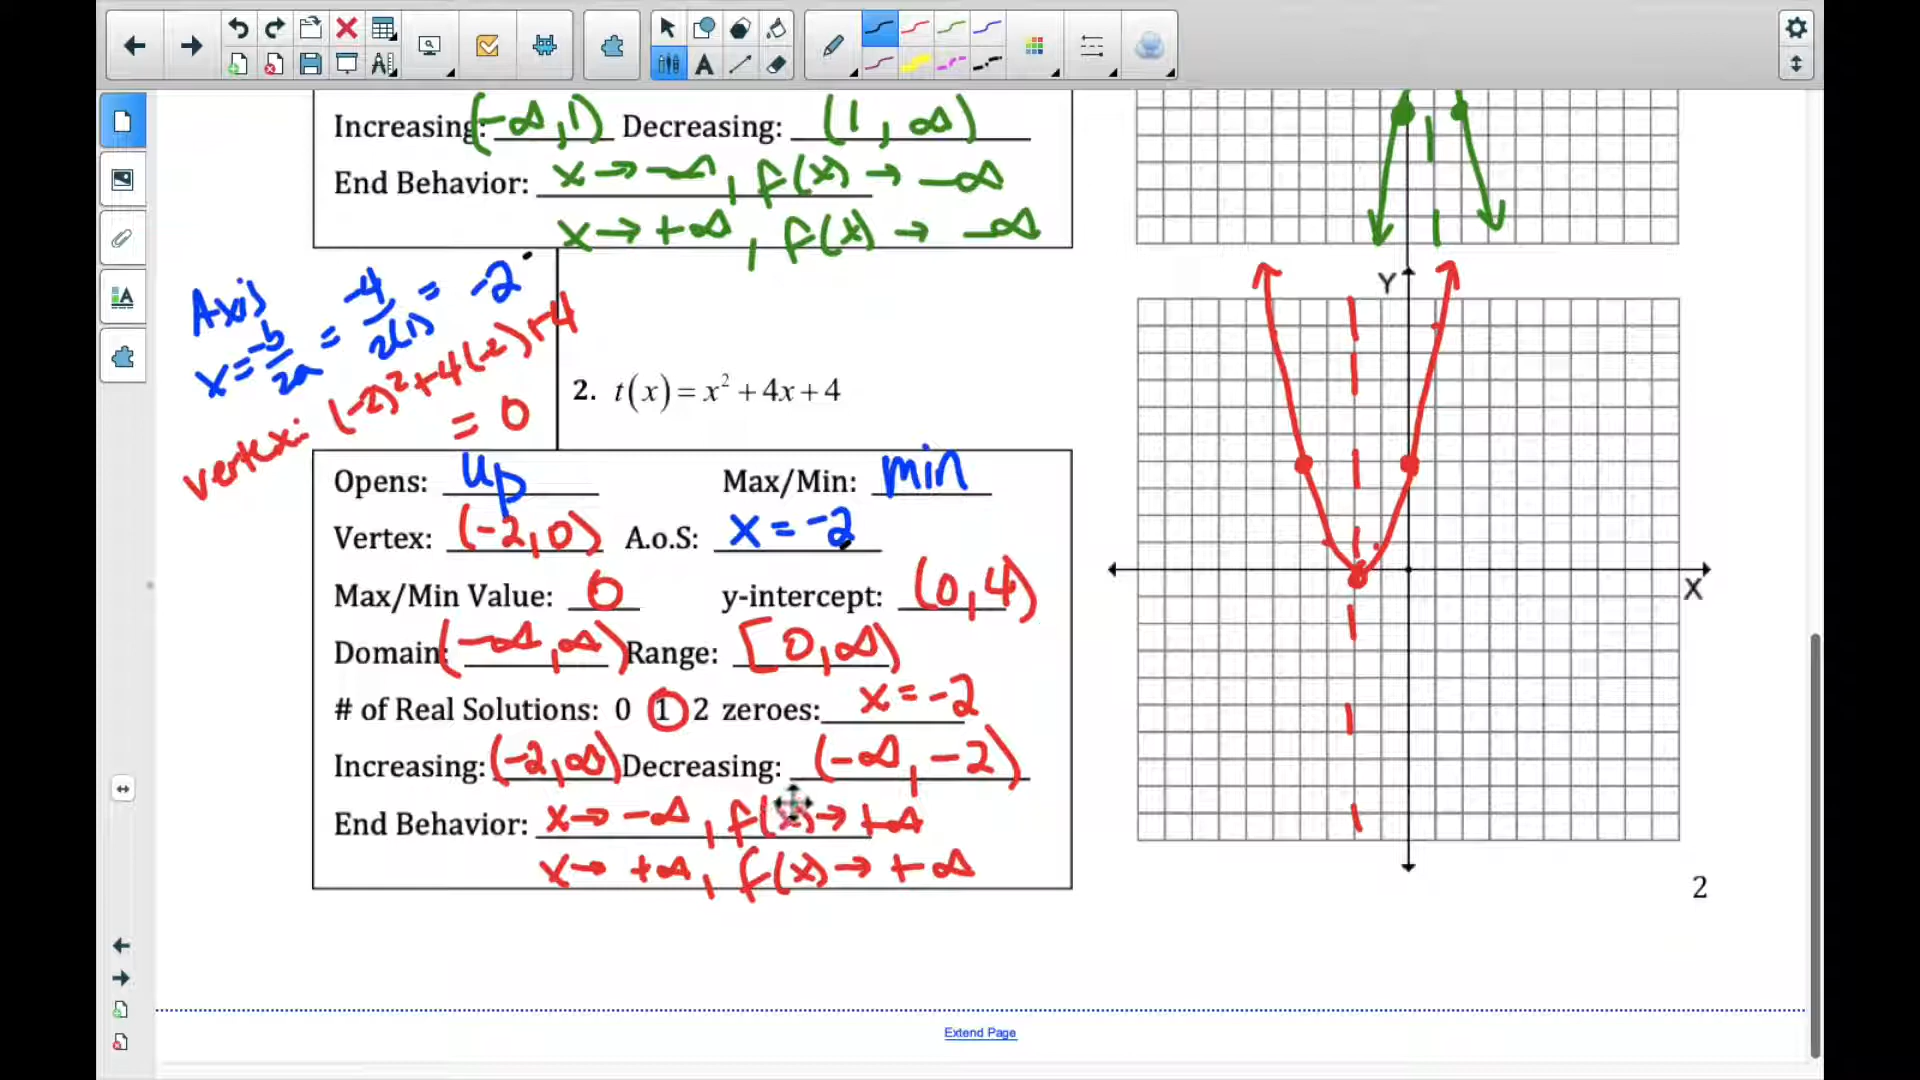 Increasing: (-∞,1) Decreasing: (1, ∞)
End Behavior: x → -∞, f(x) → -∞
x → +∞, f(x) → -∞
Axis
x = -b/2a = -4/2(1) = -2
vertex: (-2)² + 4(-2) + 4
= 0
2. t(x) = x² + 4x + 4
Opens: up Max/Min: min
Vertex: (-2,0) A.o.S: x = -2
Max/Min Value: 0 y-intercept: (0,4)
Domain: (-∞,∞) Range: [0,∞)
# of Real Solutions: 0 1 2 zeroes: x = -2
Increasing: (-2,∞) Decreasing: (-∞, -2)
End Behavior: x → -∞, f(x) → +∞
x → +∞, f(x) → +∞
Y
X
2
Extend Page